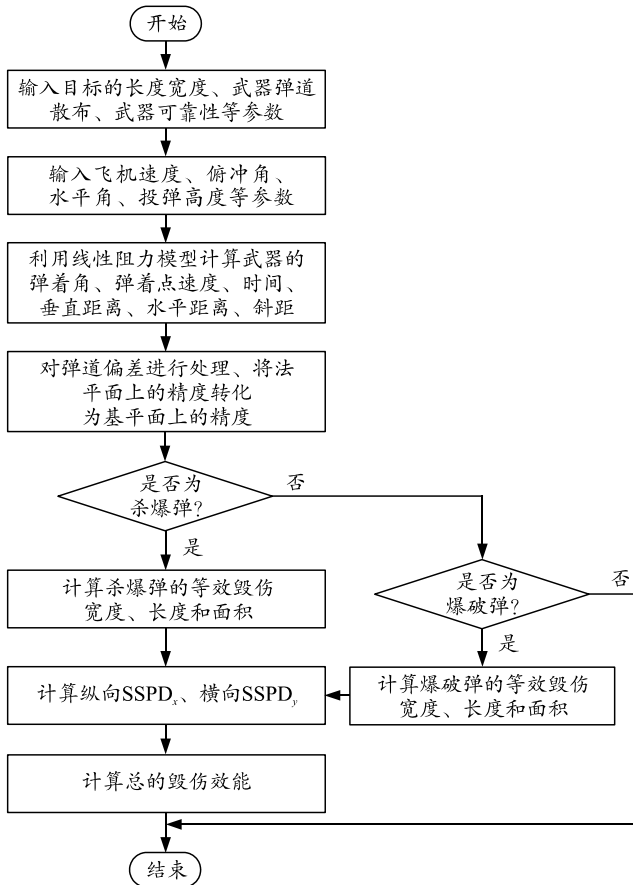 开始
输入目标的长度宽度、武器弹道
散布、武器可靠性等参数
输入飞机速度、俯冲角、
水平角、投弹高度等参数
利用线性阻力模型计算武器的
弹着角、弹着点速度、时间、
垂直距离、水平距离、斜距
对弹道偏差进行处理、将法
平面上的精度转化
为基平面上的精度
是否为
杀爆弹?
否
是
计算杀爆弹的等效毁伤
宽度、长度和面积
是否为
爆破弹?
否
是
计算爆破弹的等效毁伤
宽度、长度和面积
计算纵向SSPDx、横向SSPDy
计算总的毁伤效能
结束